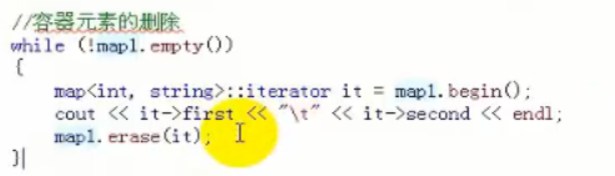 //容器元素的删除
while (!map1.empty())
{
    map<int, string>::iterator it = map1.begin();
    cout << it->first << "\t" << it->second << endl;
    map1.erase(it);
}